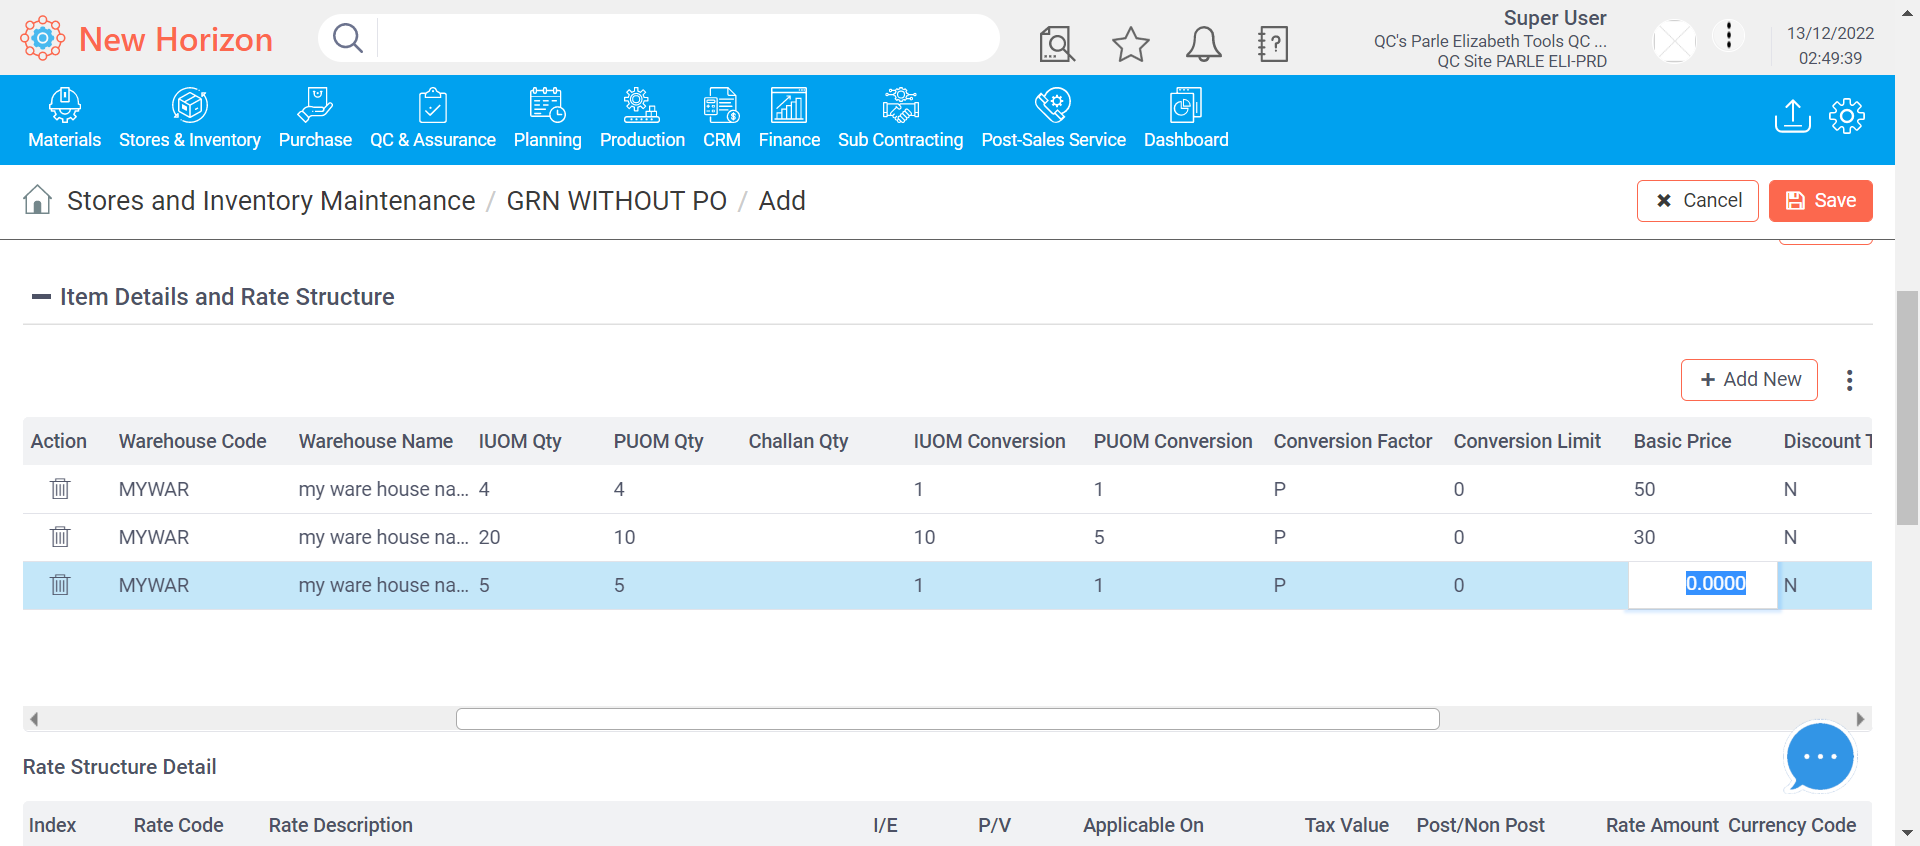 New Horizon
Super User
QC's Parle Elizabeth Tools QC ...
QC Site PARLE ELI-PRD
13/12/2022
02:49:39
Materials Stores & Inventory Purchase QC & Assurance Planning Production CRM Finance Sub Contracting Post-Sales Service Dashboard
Stores and Inventory Maintenance / GRN WITHOUT PO / Add
Cancel Save
Item Details and Rate Structure
+ Add New
Action Warehouse Code Warehouse Name IUOM Qty PUOM Qty Challan Qty IUOM Conversion PUOM Conversion Conversion Factor Conversion Limit Basic Price Discount T
MYWAR my ware house na... 4 4 1 1 P 0 50 N
MYWAR my ware house na... 20 10 10 5 P 0 30 N
MYWAR my ware house na... 5 5 1 1 P 0 0.0000 N
Rate Structure Detail
Index Rate Code Rate Description I/E P/V Applicable On Tax Value Post/Non Post Rate Amount Currency Code